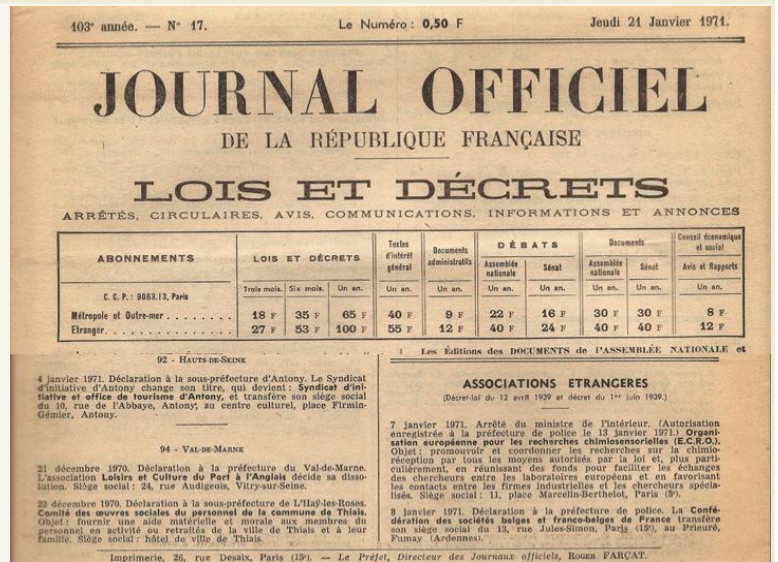 103e année. — N° 17.
Le Numéro : 0,50 F
Jeudi 21 Janvier 1971.
JOURNAL OFFICIEL
DE LA RÉPUBLIQUE FRANÇAISE
LOIS ET DÉCRETS
ARRÊTÉS, CIRCULAIRES, AVIS, COMMUNICATIONS, INFORMATIONS ET ANNONCES
ABONNEMENTS
LOIS ET DÉCRETS
Textes d'intérêt général
Documents administratifs
DÉBATS
Documents
Conseil économique et social
Assemblée nationale
Sénat
Assemblée nationale
Sénat
Avis et Rapports
C. C. P. : 9063.13, Paris
Trois mois. Six mois. Un an. Un an. Un an. Un an. Un an. Un an. Un an. Un an.
Métropole et Outre-mer . . . . . . . . 18 F 35 F 65 F 40 F 9 F 22 F 16 F 30 F 30 F 8 F
Etranger. . . . . . . . . . . . . . . . 27 F 53 F 100 F 55 F 12 F 40 F 24 F 40 F 40 F 12 F
Les Éditions des DOCUMENTS de l'ASSEMBLÉE NATIONALE et
92 - HAUTS-DE-SEINE
4 janvier 1971. Déclaration à la sous-préfecture d'Antony. Le Syndicat
d'initiative d'Antony change son titre, qui devient : Syndicat d'ini-
tiative et office de tourisme d'Antony, et transfère son siège social
du 10, rue de l'Abbaye, Antony, au centre culturel, place Firmin-
Gémier, Antony.
94 - VAL-DE-MARNE
21 décembre 1970. Déclaration à la préfecture du Val-de-Marne.
L'association Loisirs et Culture du Port à l'Anglais décide sa disso-
lution. Siège social : 24, rue Audigeois, Vitry-sur-Seine.
22 décembre 1970. Déclaration à la sous-préfecture de L'Haÿ-les-Roses.
Comité des œuvres sociales du personnel de la commune de Thiais.
Objet : fournir une aide matérielle et morale aux membres du
personnel en activité ou retraités de la ville de Thiais et à leur
famille. Siège social : hôtel de ville de Thiais.
ASSOCIATIONS ETRANGERES
(Décret-loi du 12 avril 1939 et décret du 1er juin 1939.)
7 janvier 1971. Arrêté du ministre de l'intérieur. (Autorisation
enregistrée à la préfecture de police le 13 janvier 1971.) Organi-
sation européenne pour les recherches chimiosensorielles (E.C.R.O.).
Objet : promouvoir et coordonner les recherches sur la chimio-
réception par tous les moyens autorisés par la loi et, plus parti-
culièrement, en réunissant des fonds pour faciliter les échanges
des chercheurs entre les laboratoires européens et en favorisant
les contacts entre les firmes industrielles et les chercheurs spécia-
lisés. Siège social : 11, place Marcelin-Berthelot, Paris (5e).
8 janvier 1971. Déclaration à la préfecture de police. La Confé-
dération des sociétés belges et franco-belges de France transfère
son siège social du 13, rue Jules-Simon, Paris (15e), au Prieuré,
Fumay (Ardennes).
Imprimerie, 26, rue Desaix, Paris (15e). — Le Préfet, Directeur des Journaux officiels, ROGER FARÇAT.